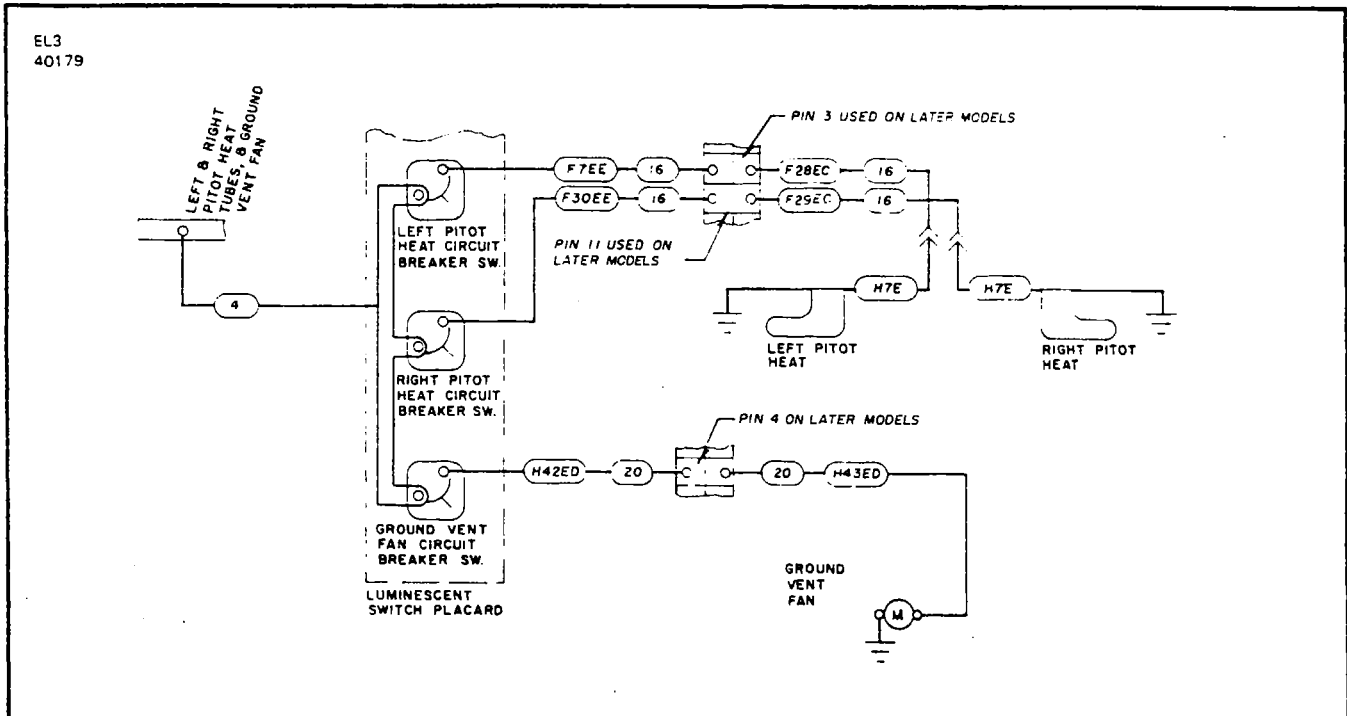 EL3
40179
LEFT & RIGHT
PITOT HEAT
TUBES, & GROUND
VENT FAN
4
LEFT PITOT
HEAT CIRCUIT
BREAKER SW.
RIGHT PITOT
HEAT CIRCUIT
BREAKER SW.
GROUND VENT
FAN CIRCUIT
BREAKER SW.
LUMINESCENT
SWITCH PLACARD
PIN 3 USED ON LATER MODELS
F7EE 16 F28EC 16
F30EE 16 F29EC 16
PIN 11 USED ON
LATER MODELS
H7E H7E
LEFT PITOT
HEAT
RIGHT PITOT
HEAT
PIN 4 ON LATER MODELS
H42ED 20 20 H43ED
GROUND
VENT
FAN
M